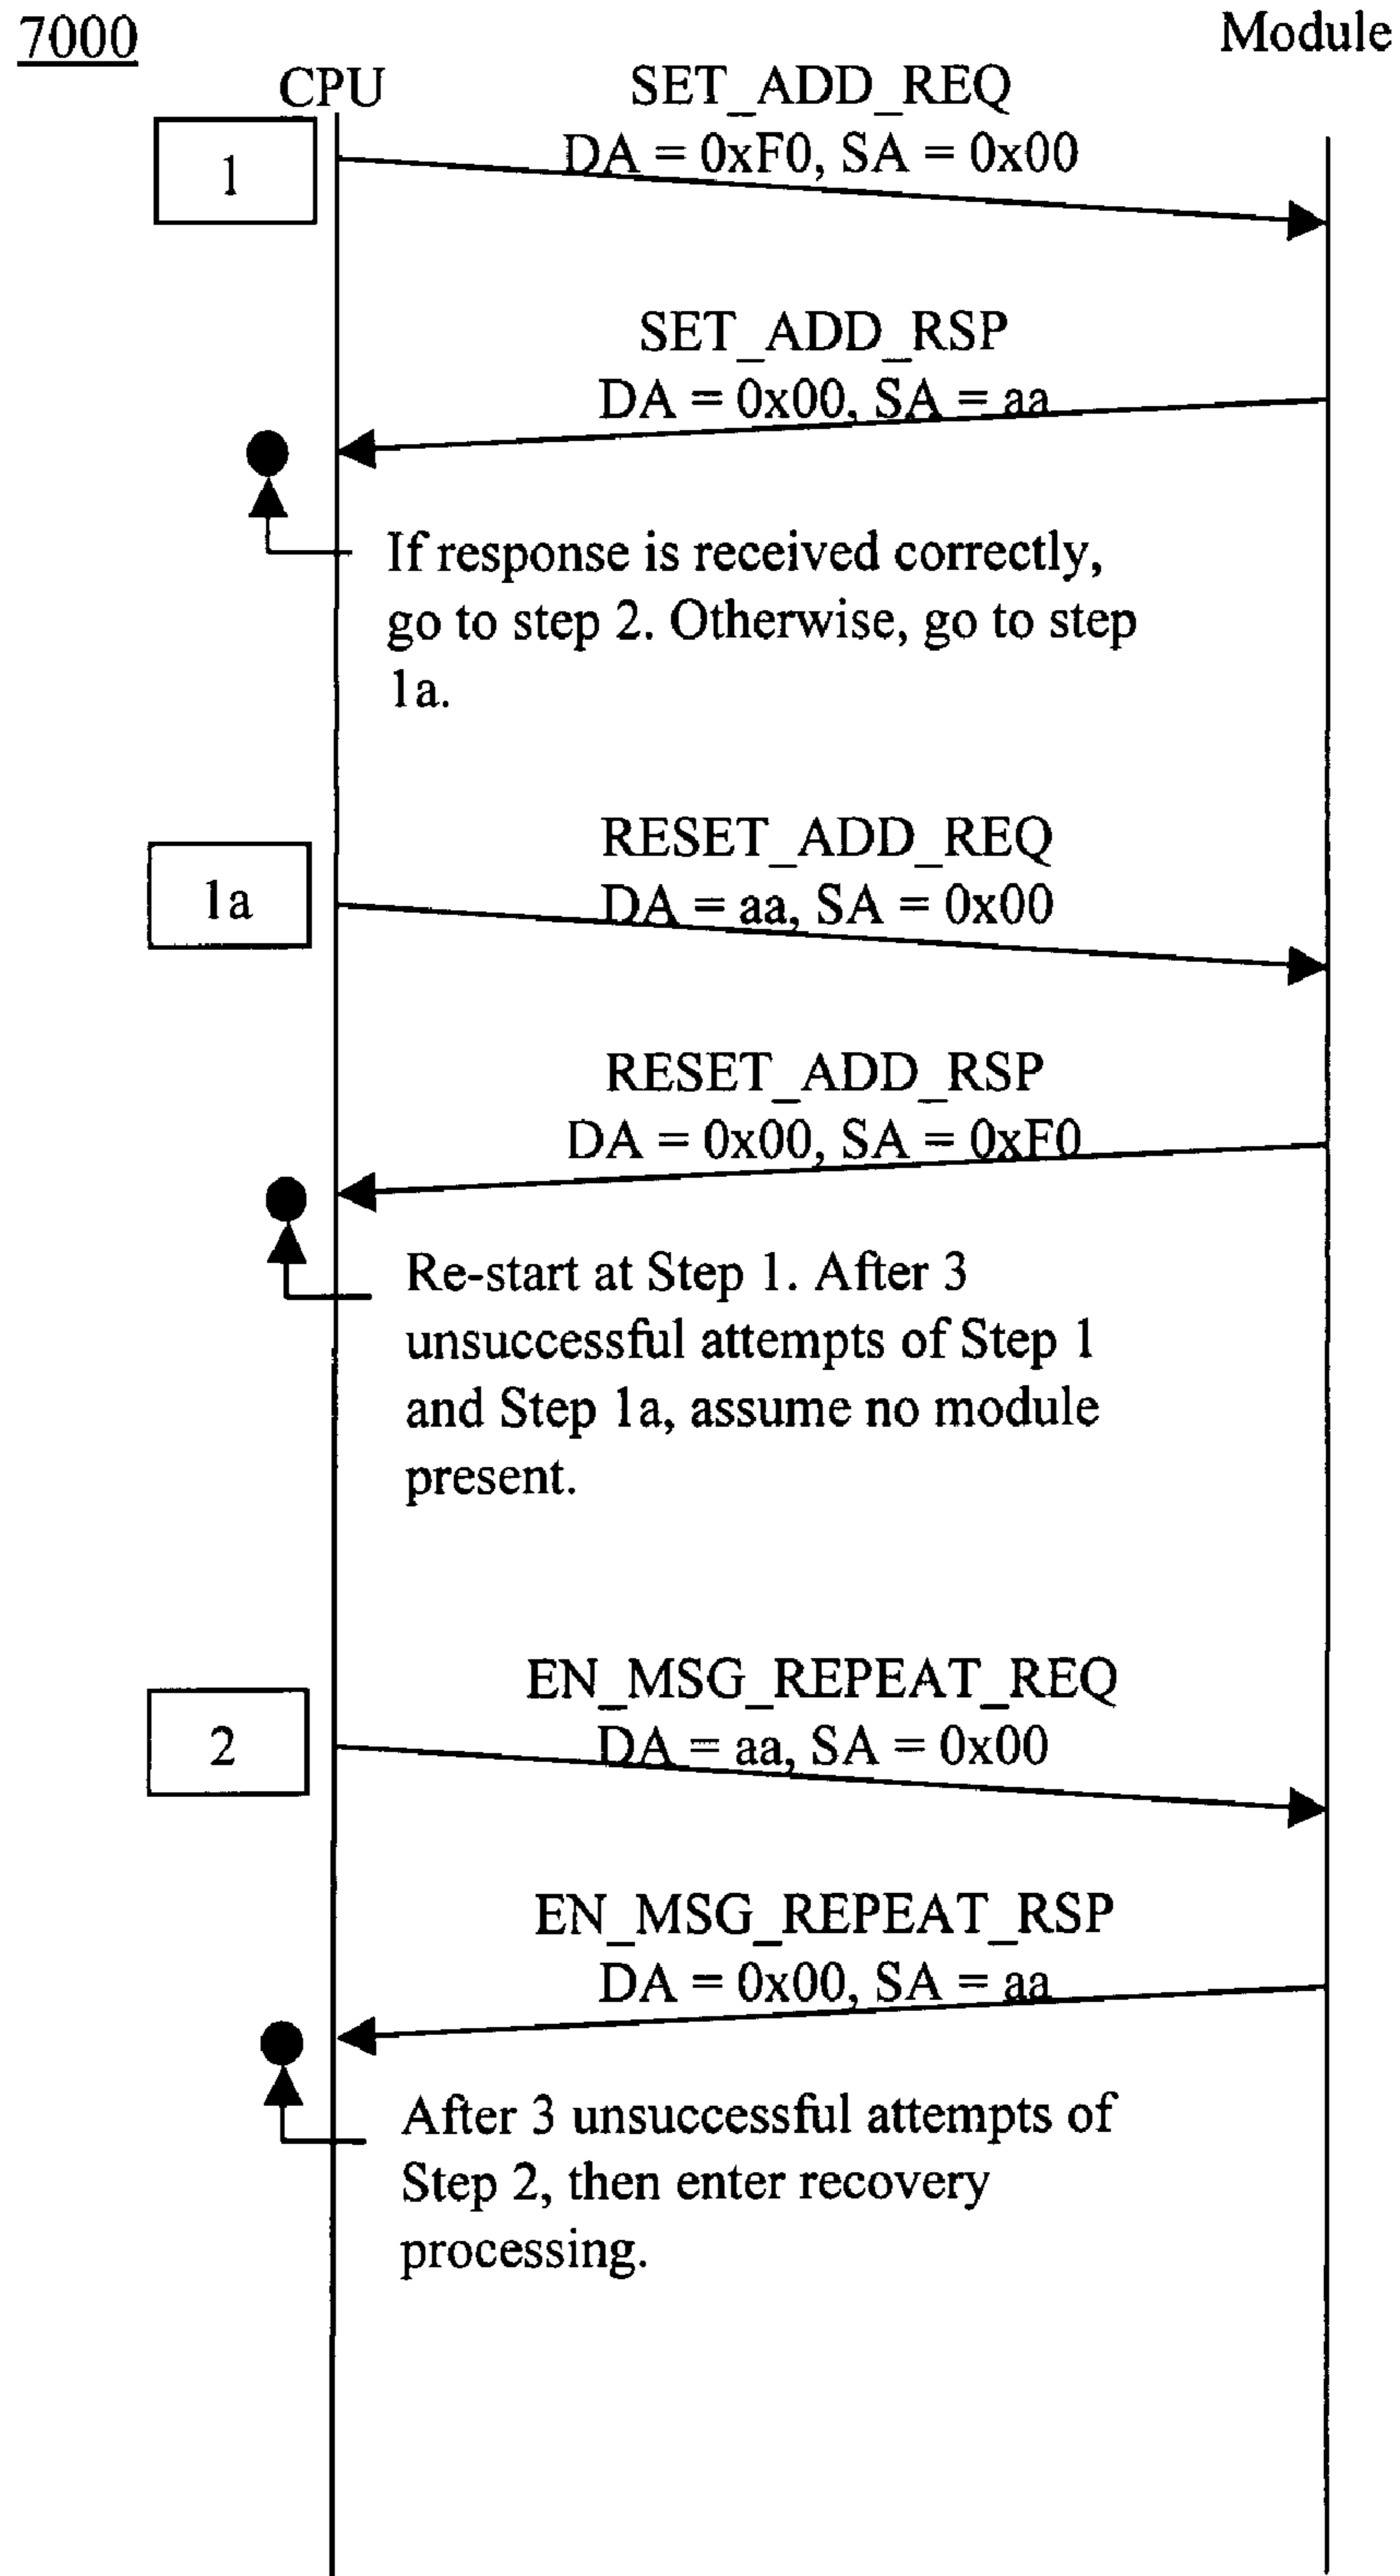 7000
Module
CPU
SET_ADD_REQ
1
DA = 0xF0, SA = 0x00
SET_ADD_RSP
DA = 0x00, SA = aa
If response is received correctly,
go to step 2. Otherwise, go to step
1a.
RESET_ADD_REQ
1a
DA = aa, SA = 0x00
RESET_ADD_RSP
DA = 0x00, SA = 0xF0
Re-start at Step 1. After 3
unsuccessful attempts of Step 1
and Step 1a, assume no module
present.
EN_MSG_REPEAT_REQ
2
DA = aa, SA = 0x00
EN_MSG_REPEAT_RSP
DA = 0x00, SA = aa
After 3 unsuccessful attempts of
Step 2, then enter recovery
processing.